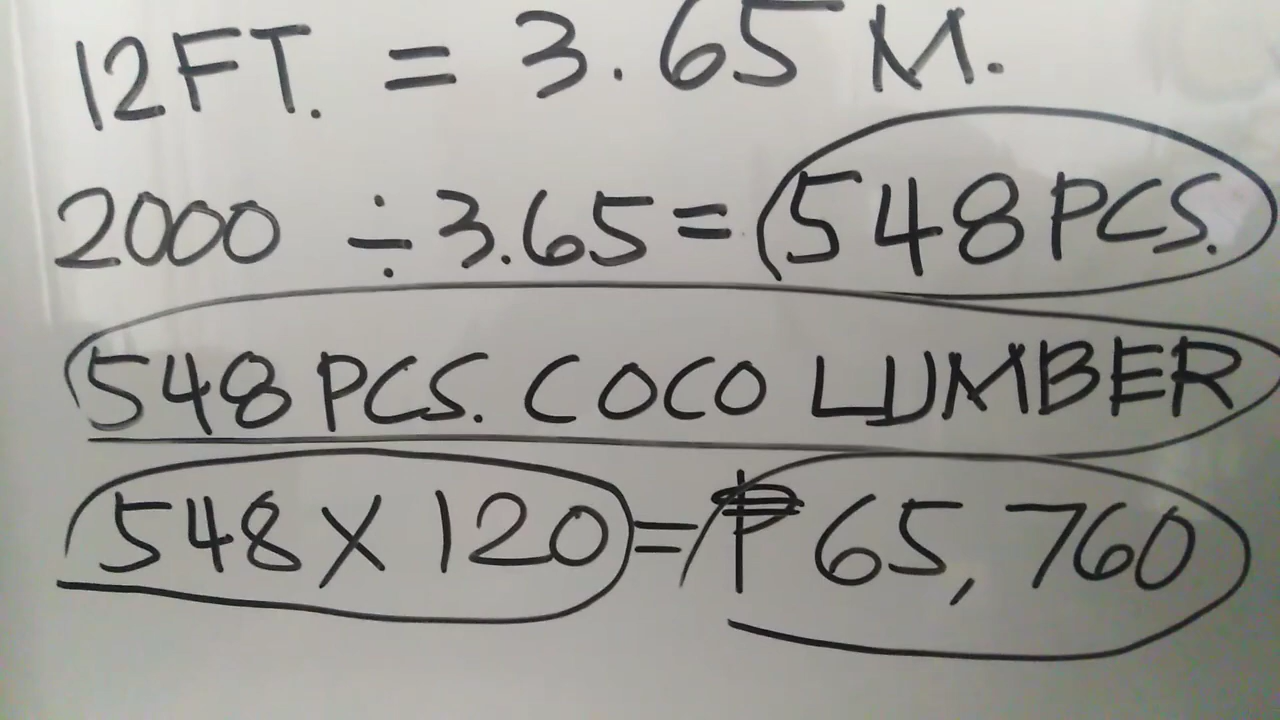 12FT. = 3.65 M.
2000 ÷ 3.65 = 548 PCS.
548 PCS. COCO LUMBER
548 X 120 = ₱ 65,760